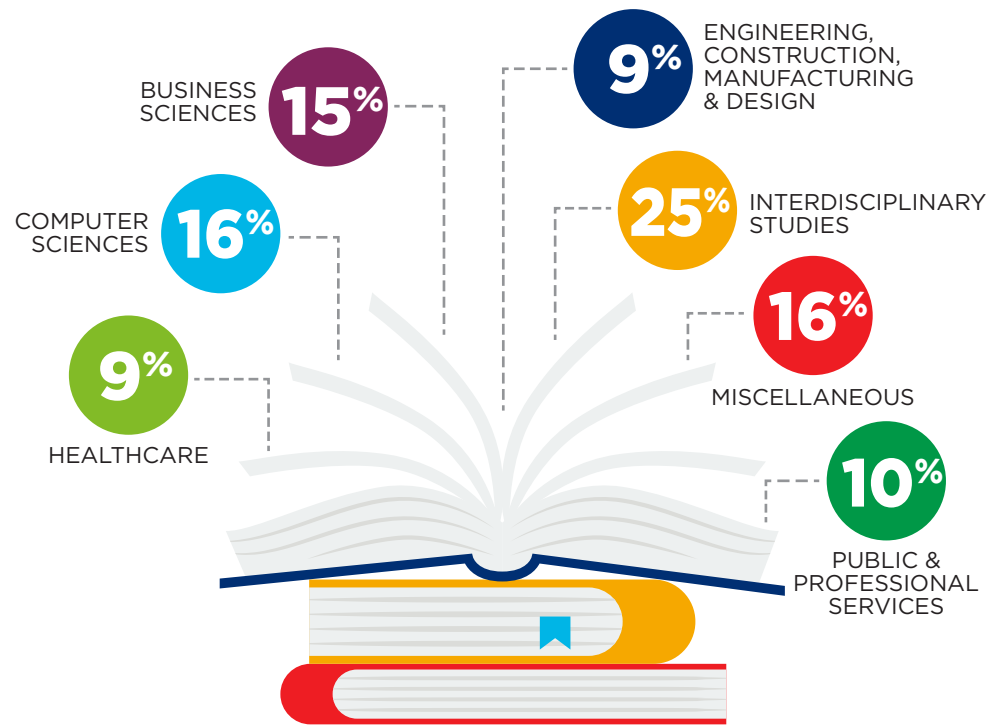 9%
ENGINEERING,
CONSTRUCTION,
MANUFACTURING
& DESIGN
BUSINESS
SCIENCES
15%
COMPUTER
SCIENCES
16%
25%
INTERDISCIPLINARY
STUDIES
16%
MISCELLANEOUS
9%
HEALTHCARE
10%
PUBLIC &
PROFESSIONAL
SERVICES